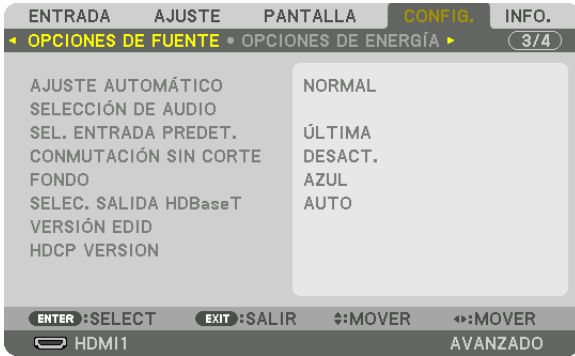 ENTRADA AJUSTE PANTALLA CONFIG. INFO.
◂ OPCIONES DE FUENTE • OPCIONES DE ENERGÍA ▸ 3/4
AJUSTE AUTOMÁTICO NORMAL
SELECCIÓN DE AUDIO
SEL. ENTRADA PREDET. ÚLTIMA
CONMUTACIÓN SIN CORTE DESACT.
FONDO AZUL
SELEC. SALIDA HDBaseT AUTO
VERSIÓN EDID
HDCP VERSION
ENTER :SELECT EXIT :SALIR ♦:MOVER ◂▸:MOVER
HDMI1 AVANZADO